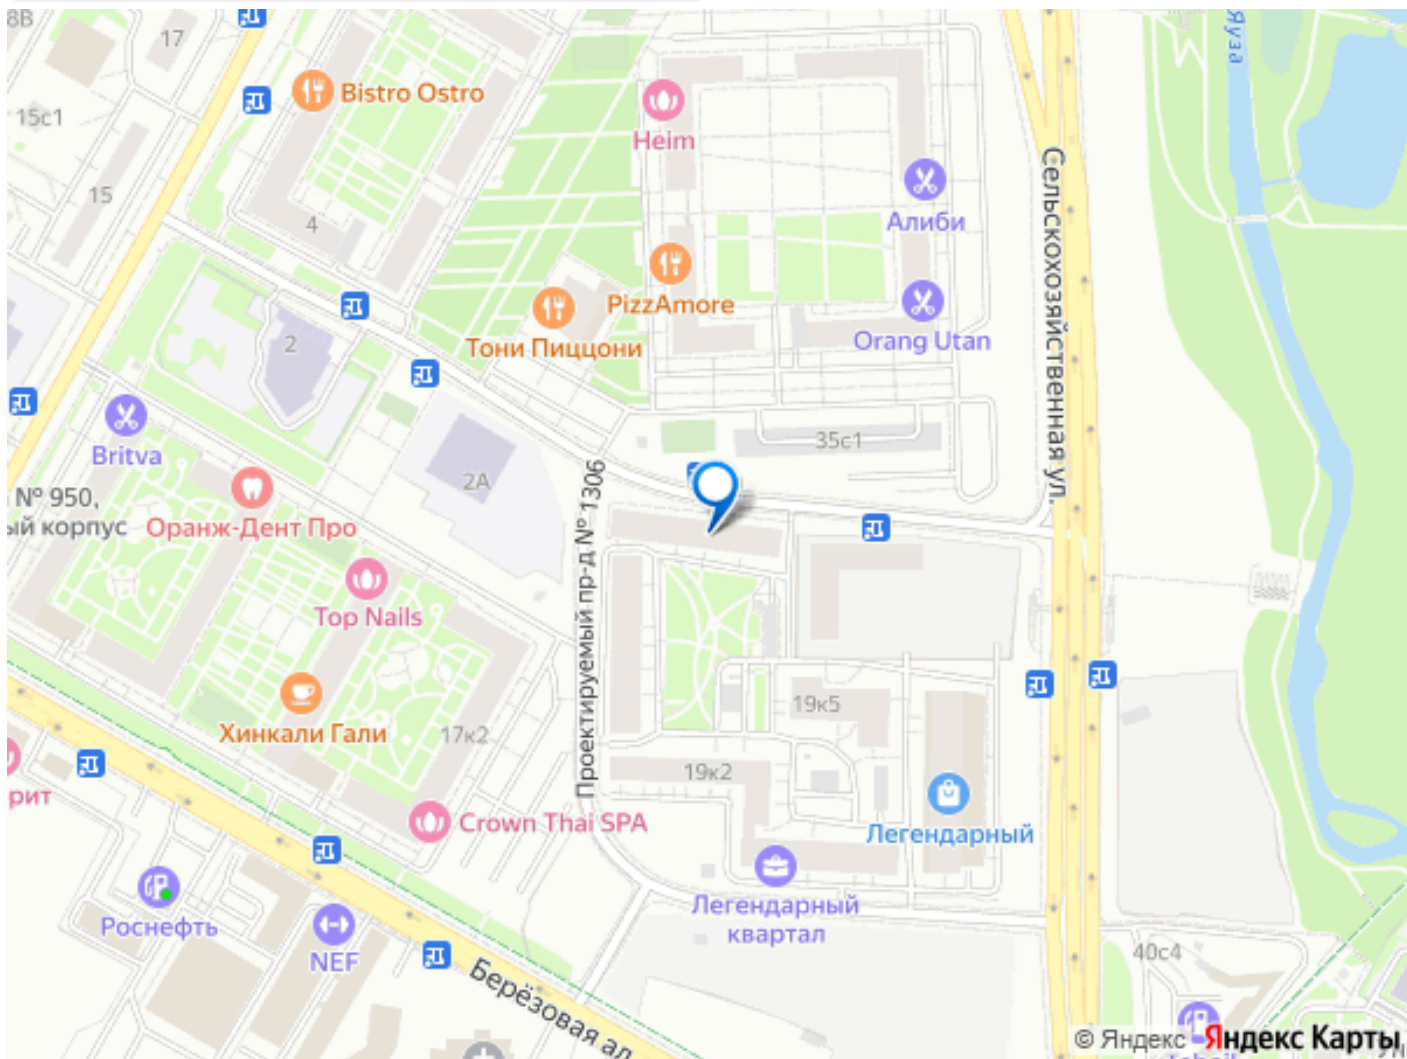 8В
17
Яуза
Bistro Ostro
15с1
Heim
Сельскохозяйственная ул.
15
Алиби
4
PizzAmore
Тони Пиццони
2
Orang Utan
35с1
Britva
2А
№ 950,
ый корпус
Оранж-Дент Про
Проектируемый пр-д № 1306
Top Nails
19к5
Хинкали Гали
17к2
19к2
рит
Crown Thai SPA
Легендарный
Роснефть
Легендарный
квартал
NEF
40с4
Берёзовая ал.
© Яндекс Яндекс Карты